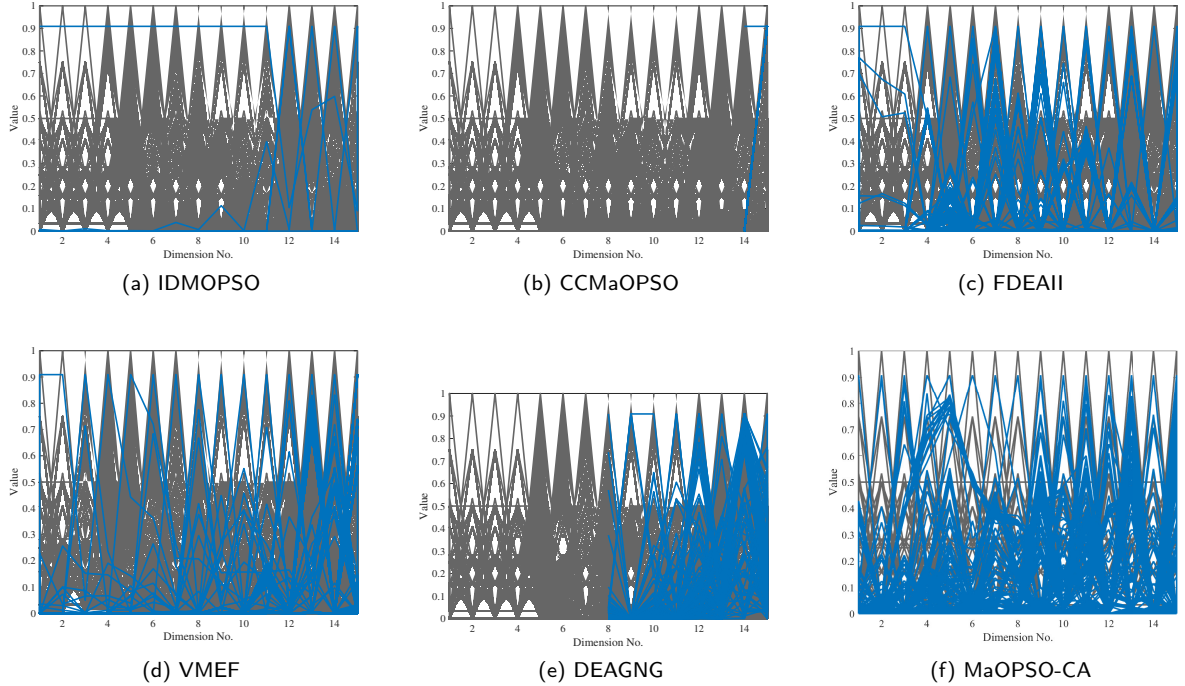 1
0.9
0.8
0.7
0.6
0.5
0.4
0.3
0.2
0.1
0
Value
2 4 6 8 10 12 14
Dimension No.
(a) IDMOPSO
1
0.9
0.8
0.7
0.6
0.5
0.4
0.3
0.2
0.1
0
Value
2 4 6 8 10 12 14
Dimension No.
(b) CCMaOPSO
1
0.9
0.8
0.7
0.6
0.5
0.4
0.3
0.2
0.1
0
Value
2 4 6 8 10 12 14
Dimension No.
(c) FDEAII
1
0.9
0.8
0.7
0.6
0.5
0.4
0.3
0.2
0.1
0
Value
2 4 6 8 10 12 14
Dimension No.
(d) VMEF
1
0.9
0.8
0.7
0.6
0.5
0.4
0.3
0.2
0.1
0
Value
2 4 6 8 10 12 14
Dimension No.
(e) DEAGNG
1
0.9
0.8
0.7
0.6
0.5
0.4
0.3
0.2
0.1
0
Value
2 4 6 8 10 12 14
Dimension No.
(f) MaOPSO-CA